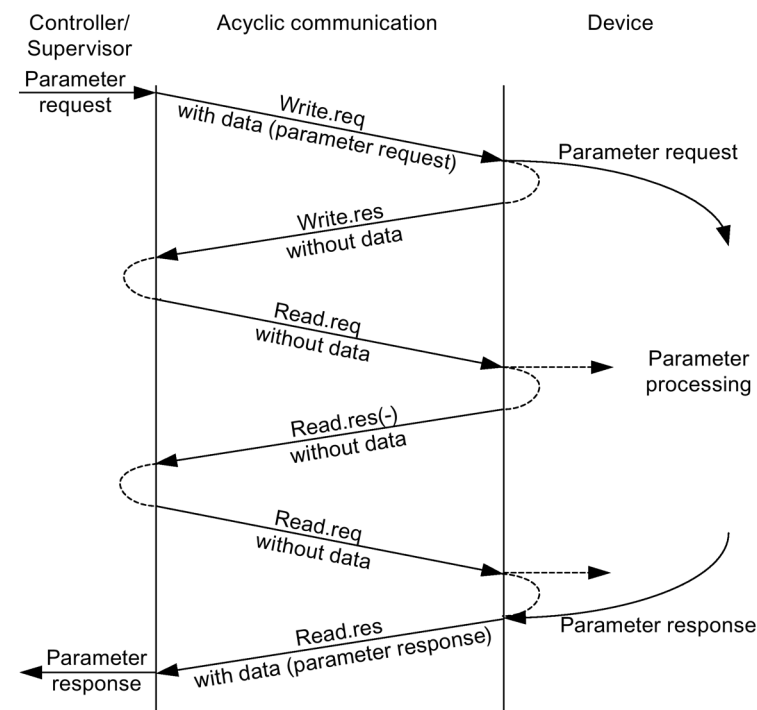 Controller/
Supervisor
Acyclic communication
Device
Parameter
request
Write.req
with data (parameter request)
Parameter request
Write.res
without data
Read.req
without data
Parameter
processing
Read.res(-)
without data
Read.req
without data
Parameter response
Read.res
with data (parameter response)
Parameter
response